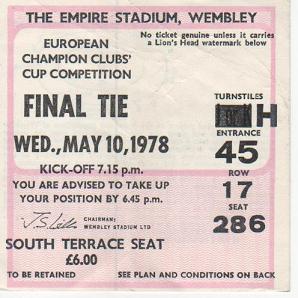 THE EMPIRE STADIUM, WEMBLEY
EUROPEAN
CHAMPION CLUBS'
CUP COMPETITION
No ticket genuine unless it carries
a Lion's Head watermark below
FINAL TIE
WED., MAY 10, 1978
KICK-OFF 7.15 p.m.
YOU ARE ADVISED TO TAKE UP
YOUR POSITION BY 6.45 p.m.
TURNSTILES
H
ENTRANCE
45
ROW
17
SEAT
286
CHAIRMAN:
WEMBLEY STADIUM LTD
SOUTH TERRACE SEAT
£6.00
TO BE RETAINED
SEE PLAN AND CONDITIONS ON BACK